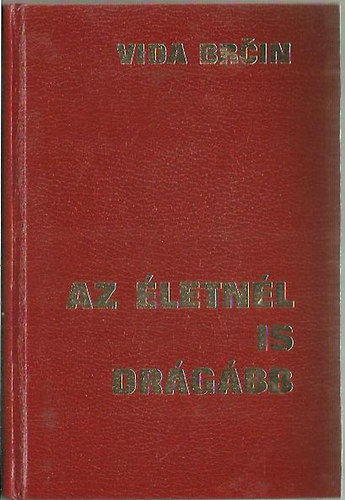 VIDA BRČIN
AZ ÉLETNÉL
IS
DRÁGÁBB